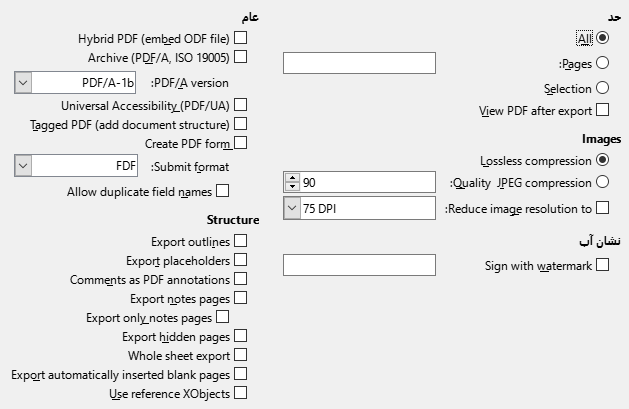 حد
All
Pages:
Selection
View PDF after export
Images
Lossless compression
Quality JPEG compression:
90
Reduce image resolution to:
75 DPI
نشان آب
Sign with watermark
عام
Hybrid PDF (embed ODF file)
Archive (PDF/A, ISO 19005)
PDF/A version:
PDF/A-1b
Universal Accessibility (PDF/UA)
Tagged PDF (add document structure)
Create PDF form
Submit format:
FDF
Allow duplicate field names
Structure
Export outlines
Export placeholders
Comments as PDF annotations
Export notes pages
Export only notes pages
Export hidden pages
Whole sheet export
Export automatically inserted blank pages
Use reference XObjects